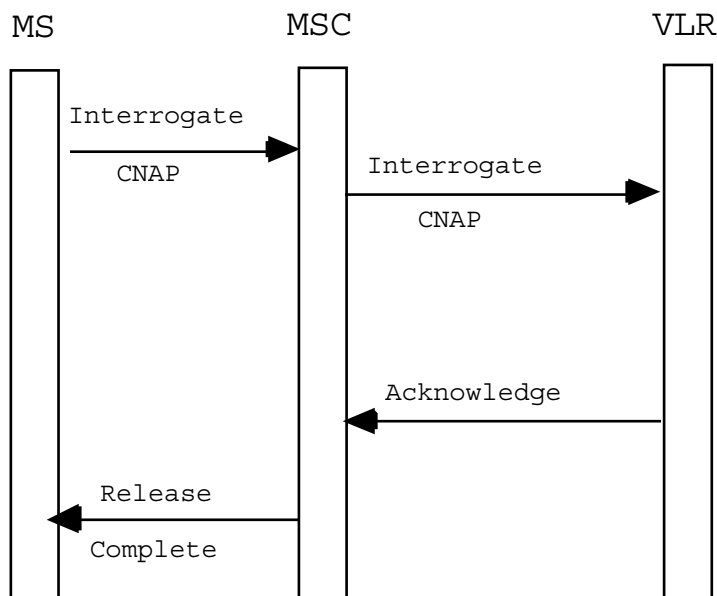 MS MSC VLR
Interrogate
CNAP
Interrogate
CNAP
Acknowledge
Release
Complete